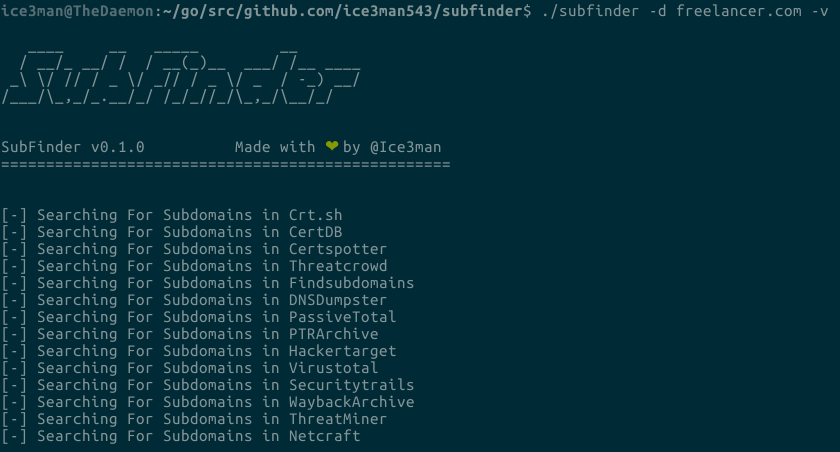 ice3man@TheDaemon:~/go/src/github.com/ice3man543/subfinder$ ./subfinder -d freelancer.com -v
SubFinder
SubFinder v0.1.0 Made with ❤ by @Ice3man
==================================================
[-] Searching For Subdomains in Crt.sh
[-] Searching For Subdomains in CertDB
[-] Searching For Subdomains in Certspotter
[-] Searching For Subdomains in Threatcrowd
[-] Searching For Subdomains in Findsubdomains
[-] Searching For Subdomains in DNSDumpster
[-] Searching For Subdomains in PassiveTotal
[-] Searching For Subdomains in PTRArchive
[-] Searching For Subdomains in Hackertarget
[-] Searching For Subdomains in Virustotal
[-] Searching For Subdomains in Securitytrails
[-] Searching For Subdomains in WaybackArchive
[-] Searching For Subdomains in ThreatMiner
[-] Searching For Subdomains in Netcraft